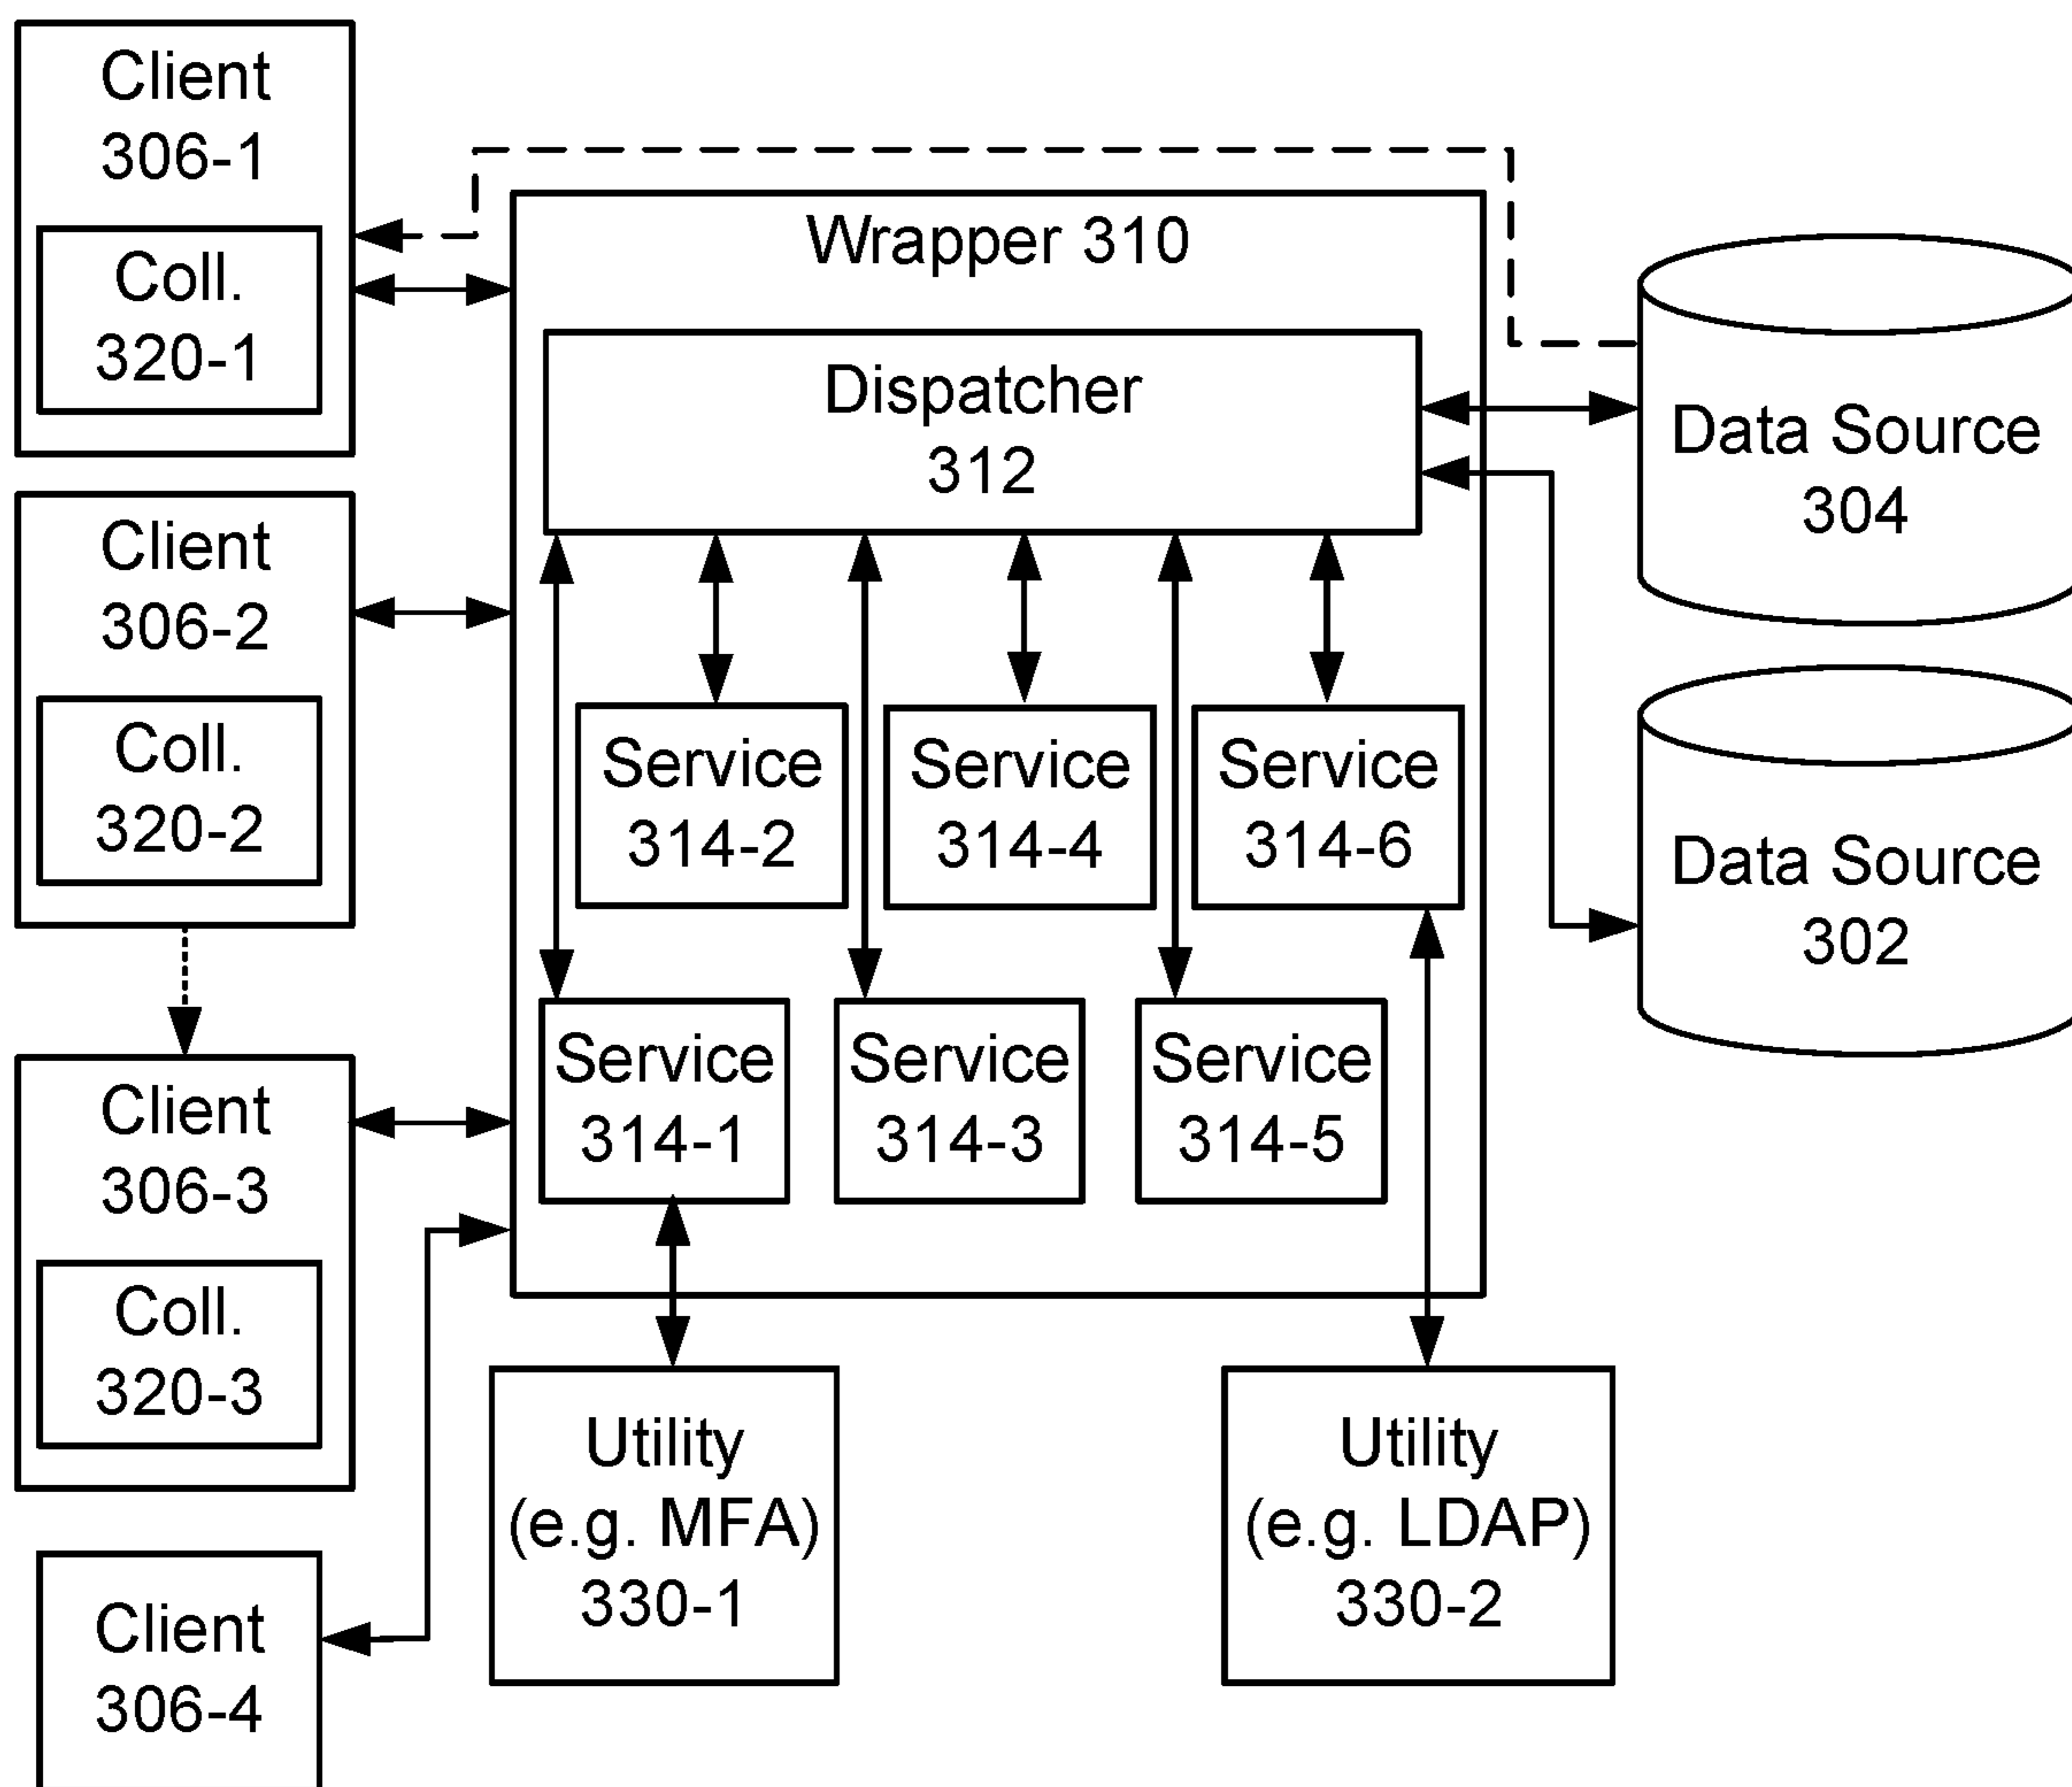 Client
306-1
Coll.
320-1
Client
306-2
Coll.
320-2
Client
306-3
Coll.
320-3
Client
306-4
Wrapper 310
Dispatcher
312
Service
314-2
Service
314-4
Service
314-6
Service
314-1
Service
314-3
Service
314-5
Utility
(e.g. MFA)
330-1
Utility
(e.g. LDAP)
330-2
Data Source
304
Data Source
302